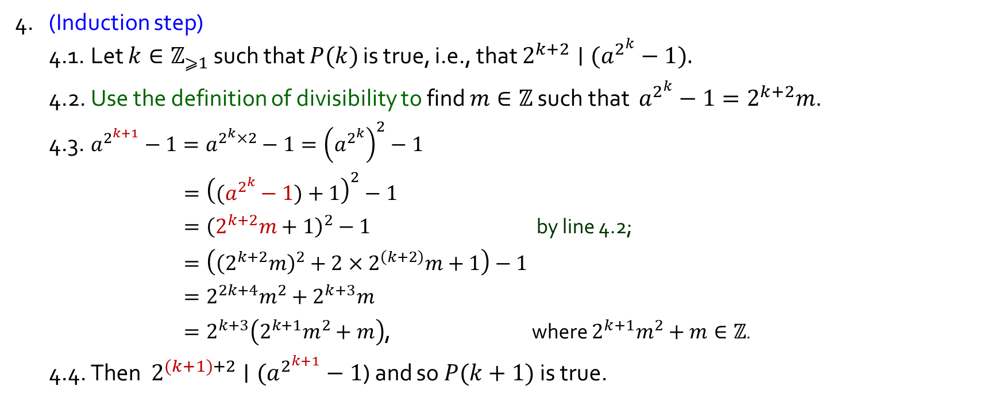 4. (Induction step)
4.1. Let $k \in \mathbb{Z}_{\geqslant 1}$ such that $P(k)$ is true, i.e., that $2^{k+2} \mid (a^{2^k} - 1)$.
4.2. Use the definition of divisibility to find $m \in \mathbb{Z}$ such that $a^{2^k} - 1 = 2^{k+2}m$.
4.3. $a^{2^{k+1}} - 1 = a^{2^k \times 2} - 1 = \left(a^{2^k}\right)^2 - 1$
$= \left((a^{2^k} - 1) + 1\right)^2 - 1$
$= (2^{k+2}m + 1)^2 - 1$ by line 4.2;
$= \left((2^{k+2}m)^2 + 2 \times 2^{(k+2)}m + 1\right) - 1$
$= 2^{2k+4}m^2 + 2^{k+3}m$
$= 2^{k+3}\left(2^{k+1}m^2 + m\right)$, where $2^{k+1}m^2 + m \in \mathbb{Z}$.
4.4. Then $2^{(k+1)+2} \mid (a^{2^{k+1}} - 1)$ and so $P(k + 1)$ is true.